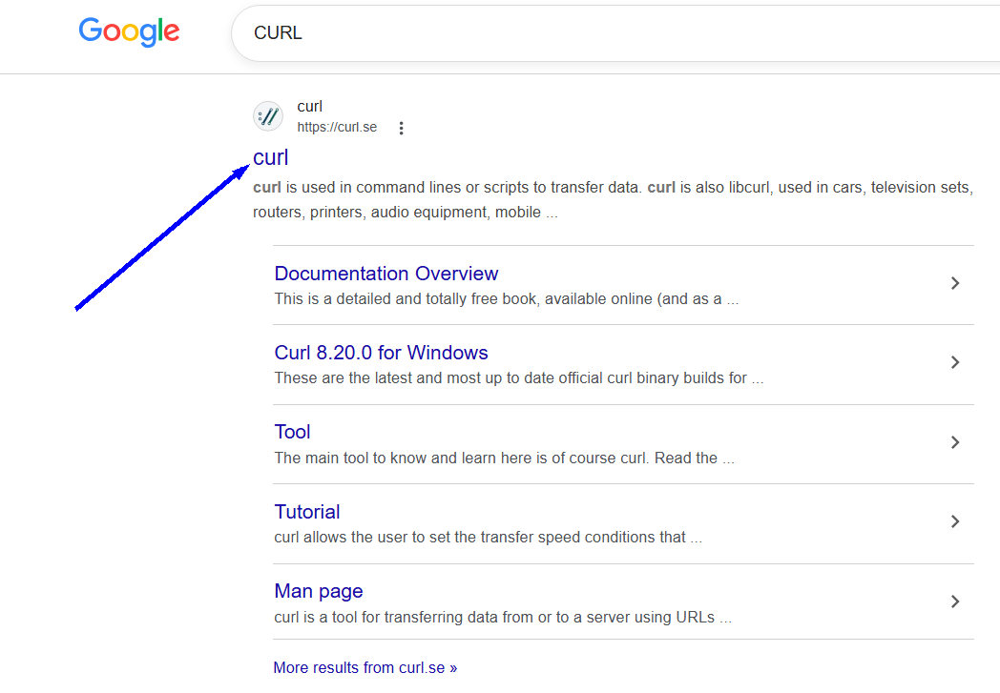 Google
CURL
curl
https://curl.se
curl
curl is used in command lines or scripts to transfer data. curl is also libcurl, used in cars, television sets,
routers, printers, audio equipment, mobile ...
Documentation Overview
This is a detailed and totally free book, available online (and as a ...
Curl 8.20.0 for Windows
These are the latest and most up to date official curl binary builds for ...
Tool
The main tool to know and learn here is of course curl. Read the ...
Tutorial
curl allows the user to set the transfer speed conditions that ...
Man page
curl is a tool for transferring data from or to a server using URLs ...
More results from curl.se »